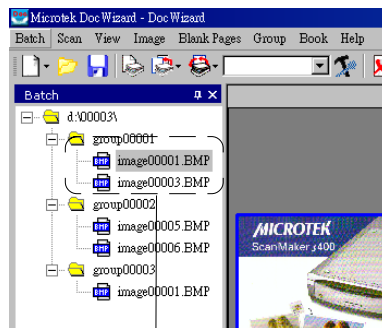 Microtek DocWizard - DocWizard
Batch Scan View Image Blank Pages Group Book Help
Batch
d:\00003\
group00001
image00001.BMP
image00003.BMP
group00002
image00005.BMP
image00006.BMP
group00003
image00001.BMP
MICROTEK
ScanMaker s400